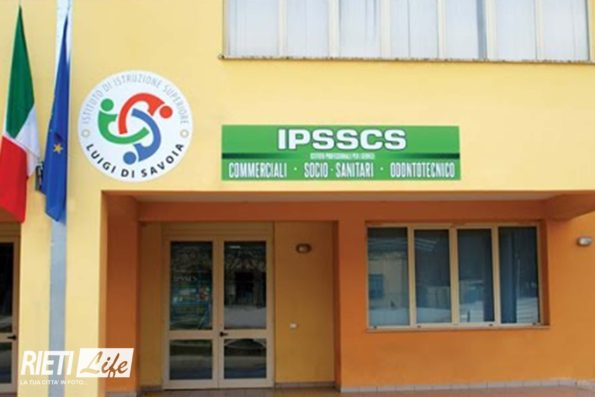 ISTITUTO DI ISTRUZIONE SUPERIORE
LUIGI DI SAVOIA
IPSSCS
ISTITUTO PROFESSIONALE PER I SERVIZI
COMMERCIALI · SOCIO - SANITARI · ODONTOTECNICO
RIETI Life
LA TUA CITTA' IN FOTO